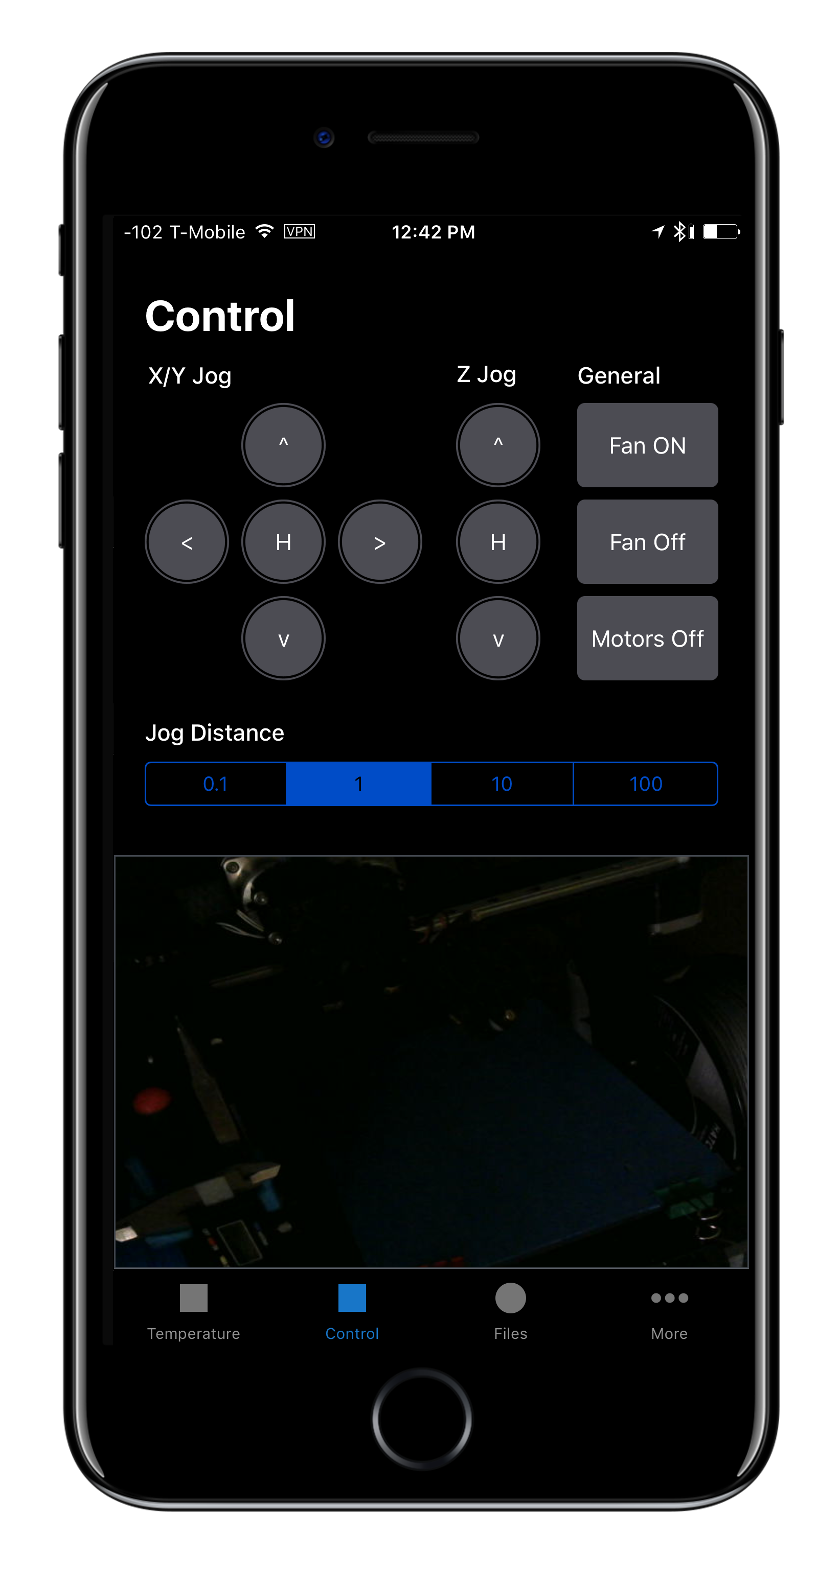 -102 T-Mobile VPN 12:42 PM
Control
X/Y Jog Z Jog General
^ ^ Fan ON
< H > H Fan Off
v v Motors Off
Jog Distance
0.1 1 10 100
Temperature Control Files More